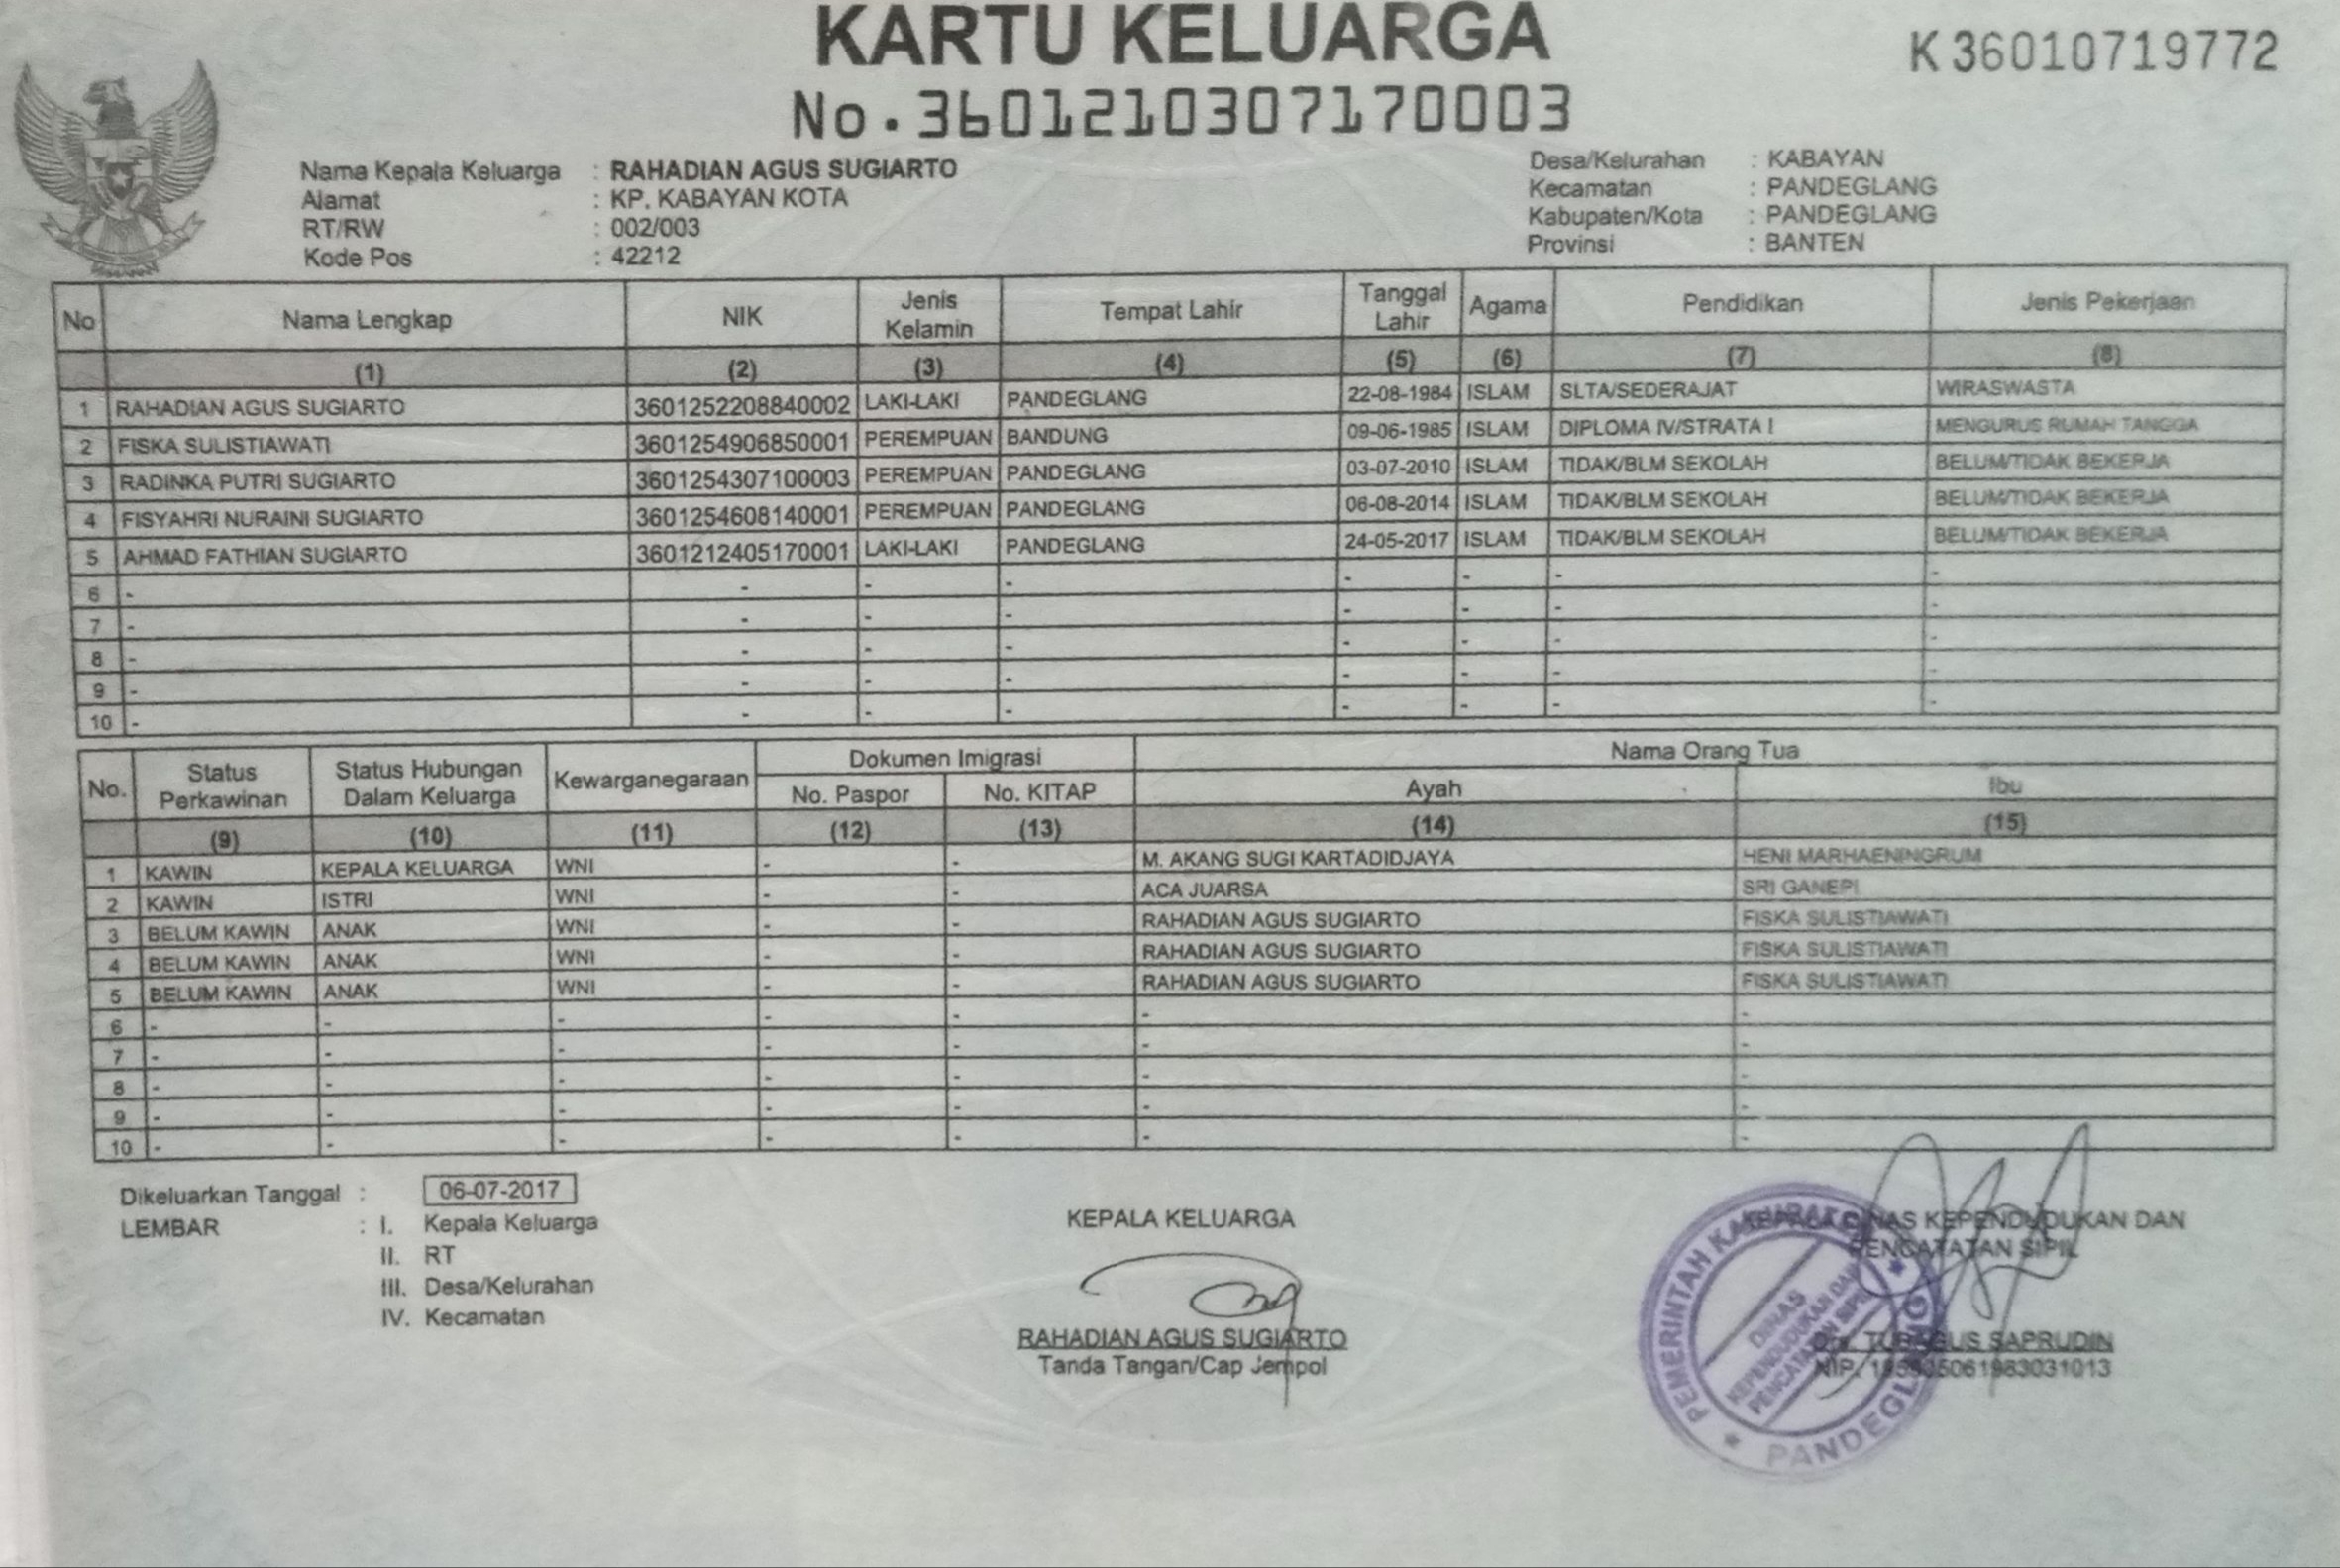 KARTU KELUARGA
K 36010719772
No. 3601210307170003
Nama Kepala Keluarga : RAHADIAN AGUS SUGIARTO
Alamat : KP. KABAYAN KOTA
RT/RW : 002/003
Kode Pos : 42212
Desa/Kelurahan : KABAYAN
Kecamatan : PANDEGLANG
Kabupaten/Kota : PANDEGLANG
Provinsi : BANTEN
No Nama Lengkap NIK Jenis Kelamin Tempat Lahir Tanggal Lahir Agama Pendidikan Jenis Pekerjaan
(1) (2) (3) (4) (5) (6) (7) (8)
1 RAHADIAN AGUS SUGIARTO 3601252208840002 LAKI-LAKI PANDEGLANG 22-08-1984 ISLAM SLTA/SEDERAJAT WIRASWASTA
2 FISKA SULISTIAWATI 3601254906850001 PEREMPUAN BANDUNG 09-06-1985 ISLAM DIPLOMA IV/STRATA I MENGURUS RUMAH TANGGA
3 RADINKA PUTRI SUGIARTO 3601254307100003 PEREMPUAN PANDEGLANG 03-07-2010 ISLAM TIDAK/BLM SEKOLAH BELUM/TIDAK BEKERJA
4 FISYAHRI NURAINI SUGIARTO 3601254608140001 PEREMPUAN PANDEGLANG 06-08-2014 ISLAM TIDAK/BLM SEKOLAH BELUM/TIDAK BEKERJA
5 AHMAD FATHIAN SUGIARTO 3601212405170001 LAKI-LAKI PANDEGLANG 24-05-2017 ISLAM TIDAK/BLM SEKOLAH BELUM/TIDAK BEKERJA
6 - - - - - - - -
7 - - - - - - - -
8 - - - - - - - -
9 - - - - - - - -
10 - - - - - - - -
No. Status Perkawinan Status Hubungan Dalam Keluarga Kewarganegaraan Dokumen Imigrasi Nama Orang Tua
No. Paspor No. KITAP Ayah Ibu
(9) (10) (11) (12) (13) (14) (15)
1 KAWIN KEPALA KELUARGA WNI - - M. AKANG SUGI KARTADIDJAYA HENI MARHAENINGRUM
2 KAWIN ISTRI WNI - - ACA JUARSA SRI GANEPI
3 BELUM KAWIN ANAK WNI - - RAHADIAN AGUS SUGIARTO FISKA SULISTIAWATI
4 BELUM KAWIN ANAK WNI - - RAHADIAN AGUS SUGIARTO FISKA SULISTIAWATI
5 BELUM KAWIN ANAK WNI - - RAHADIAN AGUS SUGIARTO FISKA SULISTIAWATI
6 - - - - - - -
7 - - - - - - -
8 - - - - - - -
9 - - - - - - -
10 - - - - - - -
Dikeluarkan Tanggal : 06-07-2017
LEMBAR : I. Kepala Keluarga
II. RT
III. Desa/Kelurahan
IV. Kecamatan
KEPALA KELUARGA
RAHADIAN AGUS SUGIARTO
Tanda Tangan/Cap Jempol
KEPALA DINAS KEPENDUDUKAN DAN
PENCATATAN SIPIL
TUBAGUS SAPRUDIN
NIP.
PEMERINTAH KABUPATEN
PANDEGLANG
DINAS
KEPENDUDUKAN DAN
PENCATATAN SIPIL